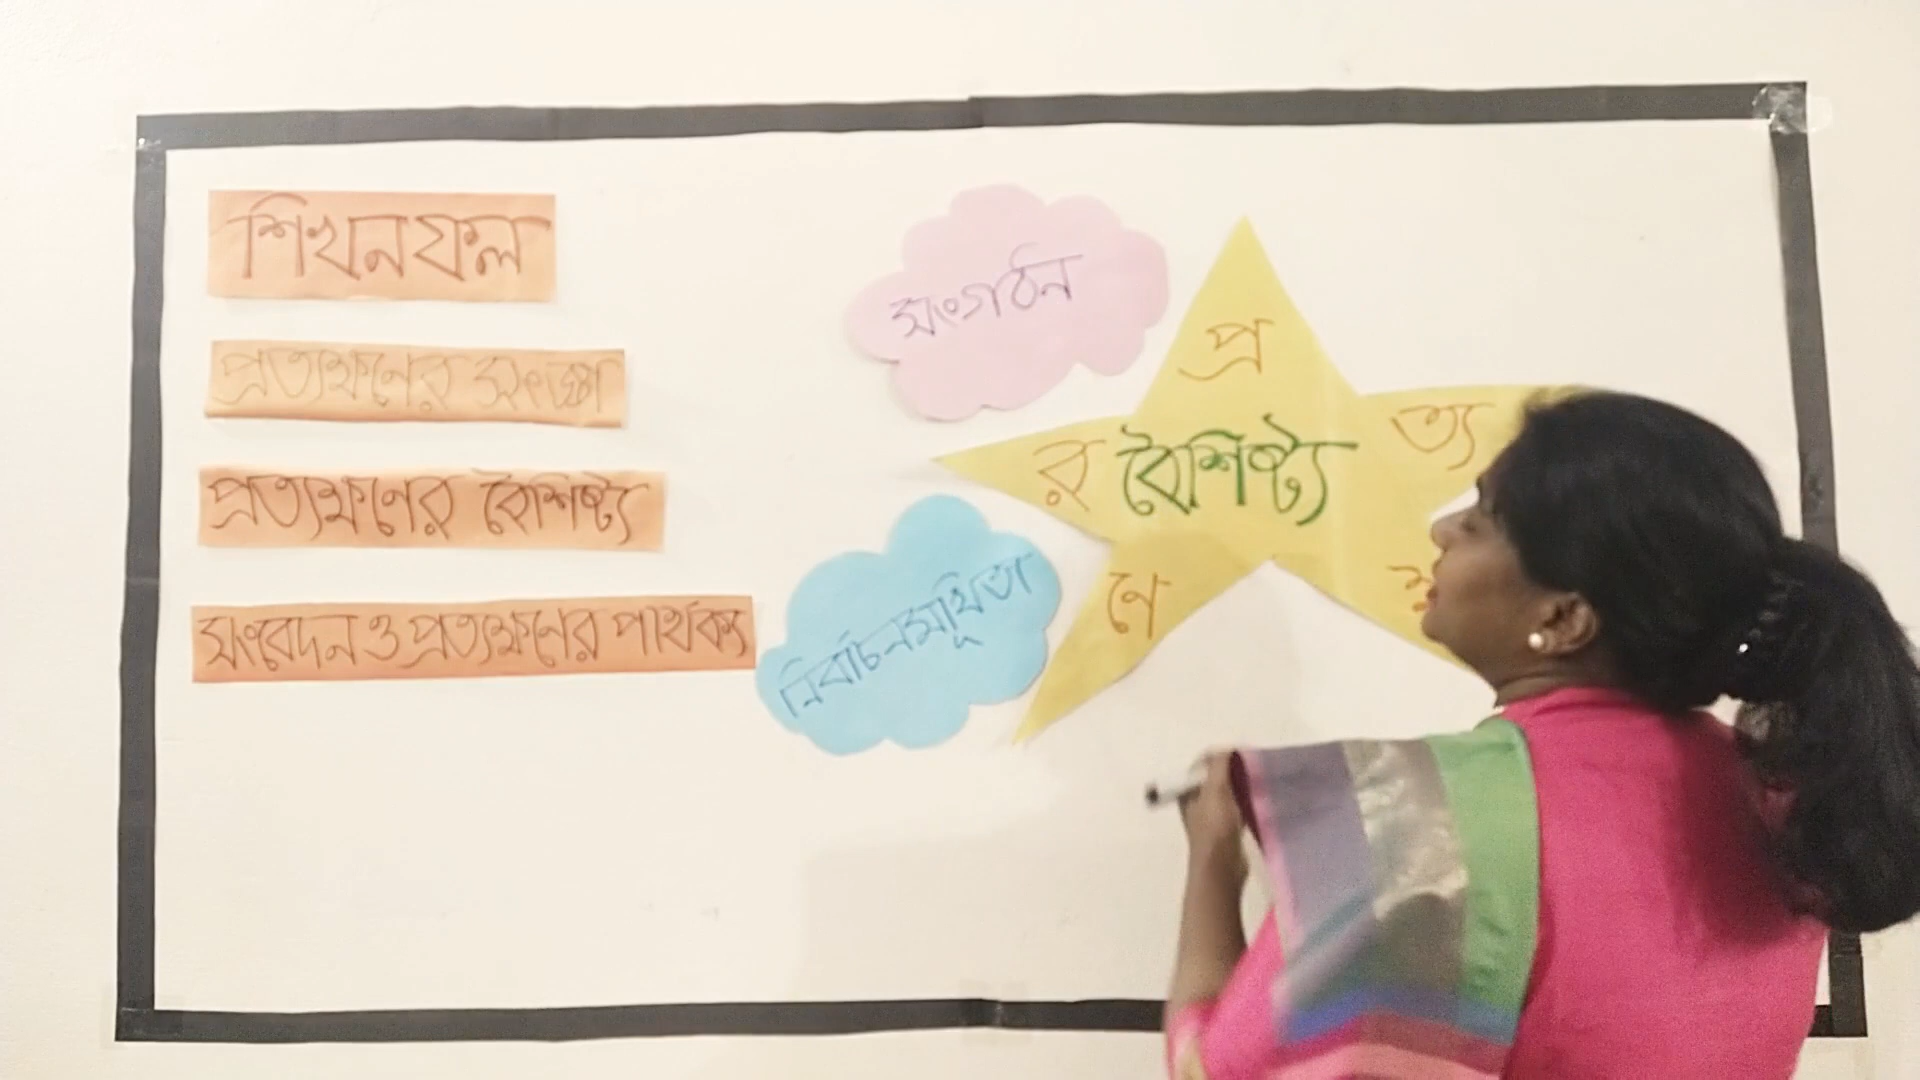 শিখনফল
প্রত্যক্ষণের সংজ্ঞা
প্রত্যক্ষণের বৈশিষ্ট্য
সংবেদন ও প্রত্যক্ষণের পার্থক্য
সংগঠন
নির্বাচনমূখিতা
প্র
ত্য
ণে
র
বৈশিষ্ট্য